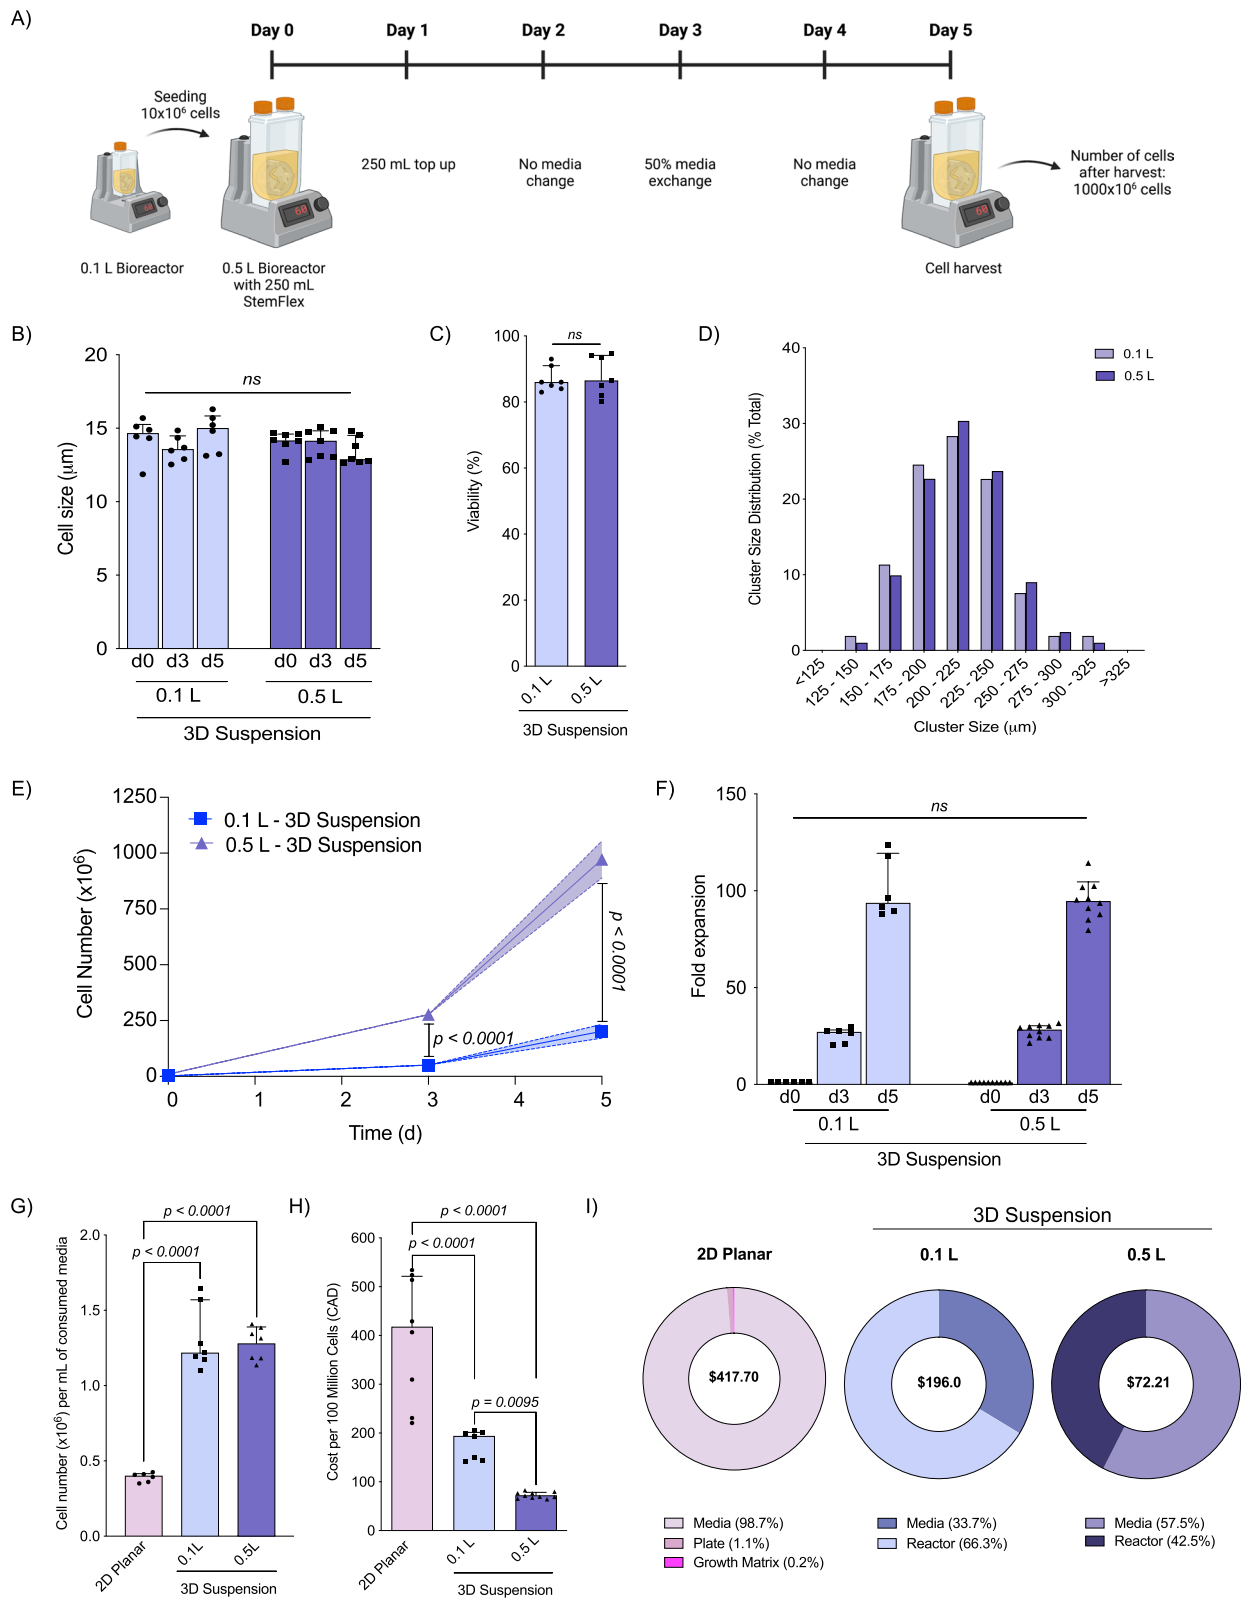 A)
Day 0
Day 1
Day 2
Day 3
Day 4
Day 5
Seeding
10x10⁶ cells
250 mL top up
No media
change
50% media
exchange
No media
change
Number of cells
after harvest:
1000x10⁶ cells
60
60
60
0.1 L Bioreactor
0.5 L Bioreactor
with 250 mL
StemFlex
Cell harvest
B)
Cell size (μm)
20
15
10
5
0
ns
d0 d3 d5
d0 d3 d5
0.1 L
0.5 L
3D Suspension
C)
Viability (%)
100
80
60
40
20
0
ns
0.1 L
0.5 L
3D Suspension
D)
Cluster Size Distribution (% Total)
40
30
20
10
0
0.1 L
0.5 L
<125
125 - 150
150 - 175
175 - 200
200 - 225
225 - 250
250 - 275
275 - 300
300 - 325
>325
Cluster Size (μm)
E)
Cell Number (x10⁶)
1250
1000
750
500
250
0
0.1 L - 3D Suspension
0.5 L - 3D Suspension
p < 0.0001
p < 0.0001
0 1 2 3 4 5
Time (d)
F)
Fold expansion
150
100
50
0
ns
d0 d3 d5
d0 d3 d5
0.1 L
0.5 L
3D Suspension
G)
Cell number (x10⁶) per mL of consumed media
2.0
1.5
1.0
0.5
0.0
p < 0.0001
p < 0.0001
2D Planar
0.1L
0.5L
3D Suspension
H)
Cost per 100 Million Cells (CAD)
600
500
400
300
200
100
0
p < 0.0001
p < 0.0001
p = 0.0095
2D Planar
0.1 L
0.5 L
3D Suspension
I)
3D Suspension
2D Planar
0.1 L
0.5 L
$417.70
$196.0
$72.21
Media (98.7%)
Plate (1.1%)
Growth Matrix (0.2%)
Media (33.7%)
Reactor (66.3%)
Media (57.5%)
Reactor (42.5%)